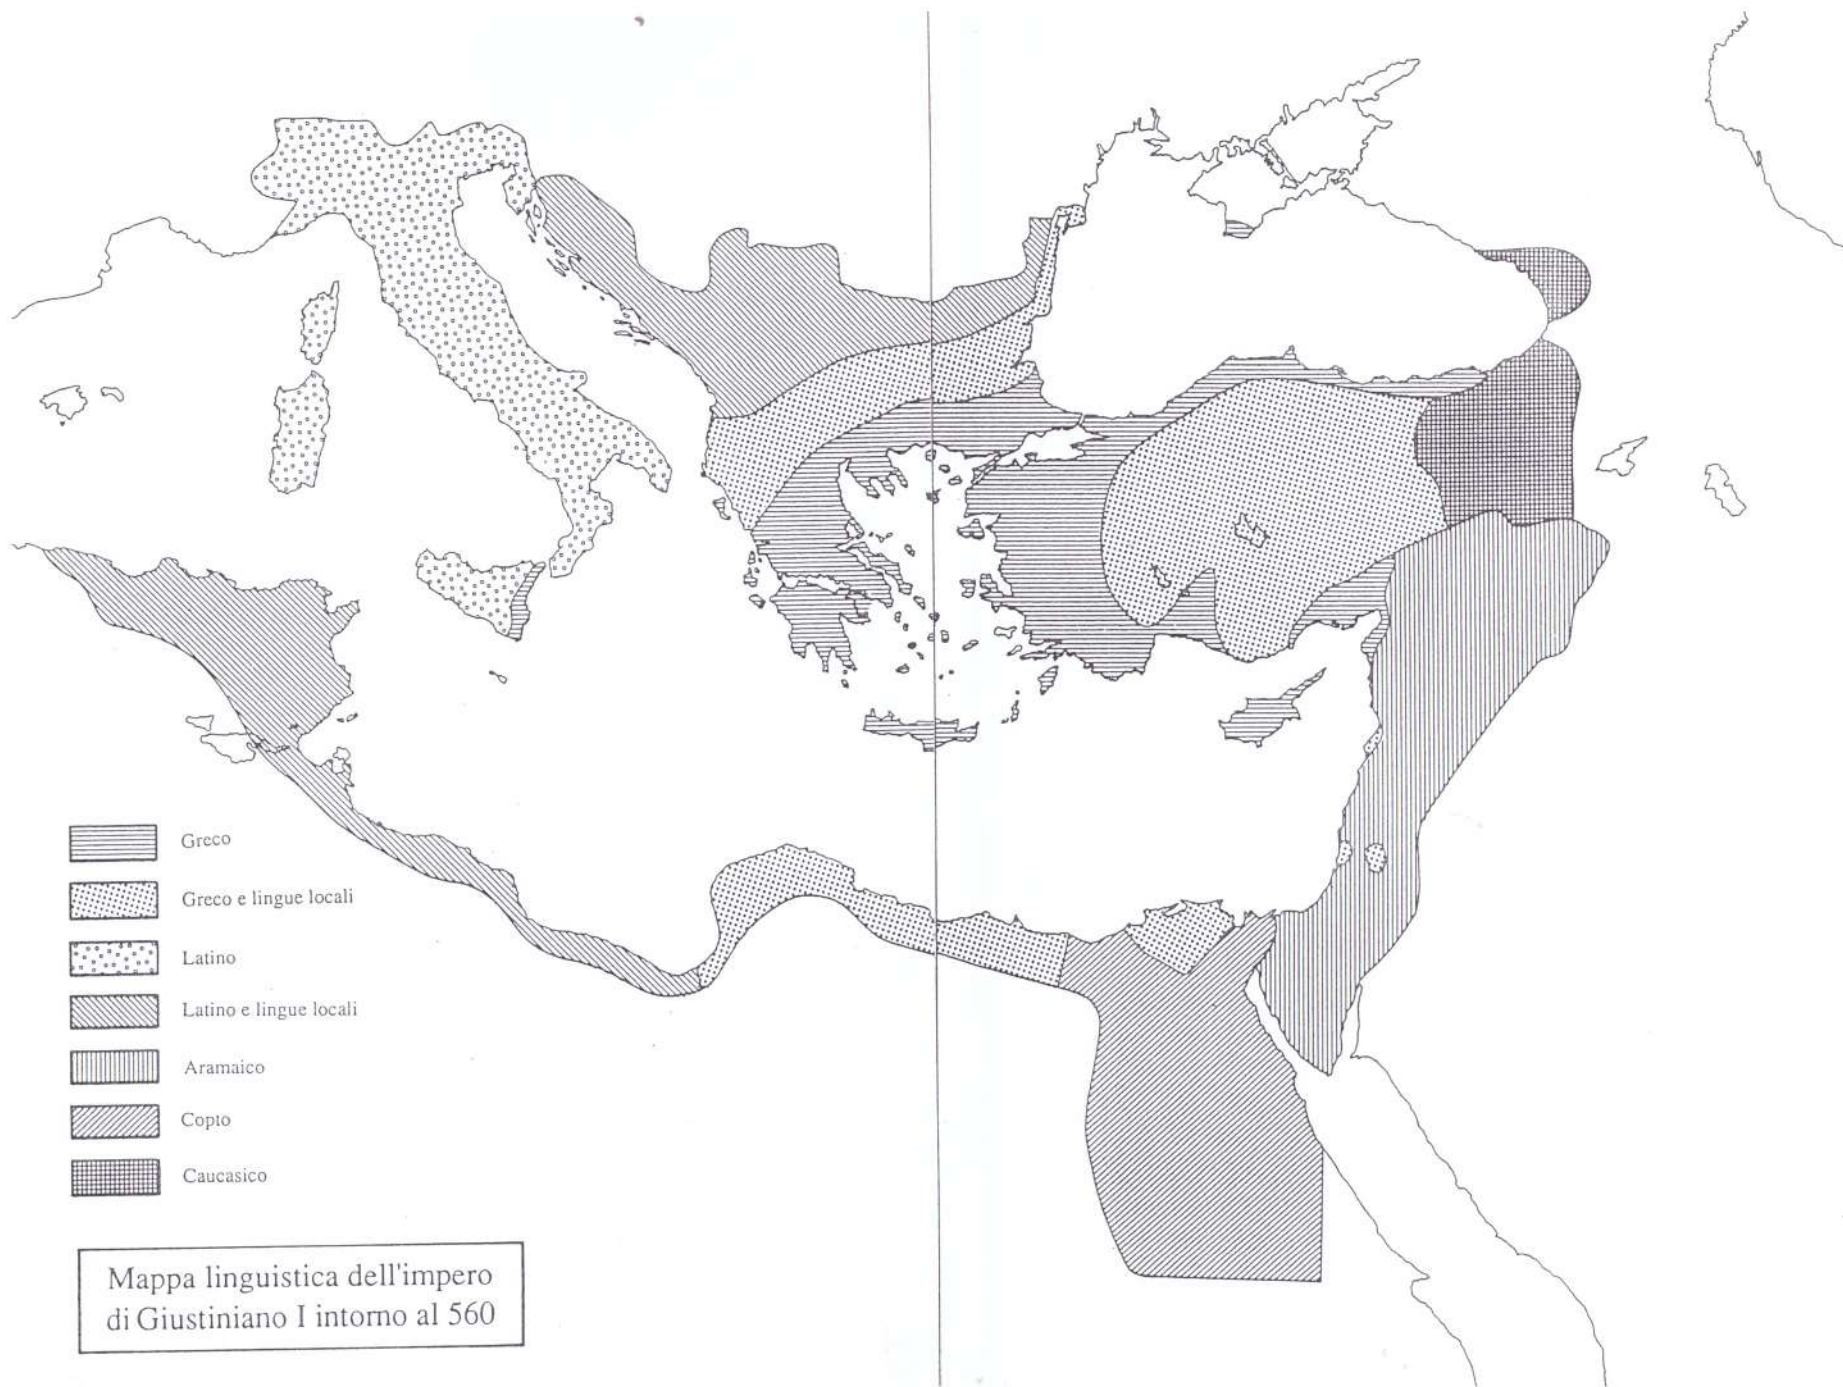 Greco
Greco e lingue locali
Latino
Latino e lingue locali
Aramaico
Copto
Caucasico
Mappa linguistica dell'impero
di Giustiniano I intorno al 560